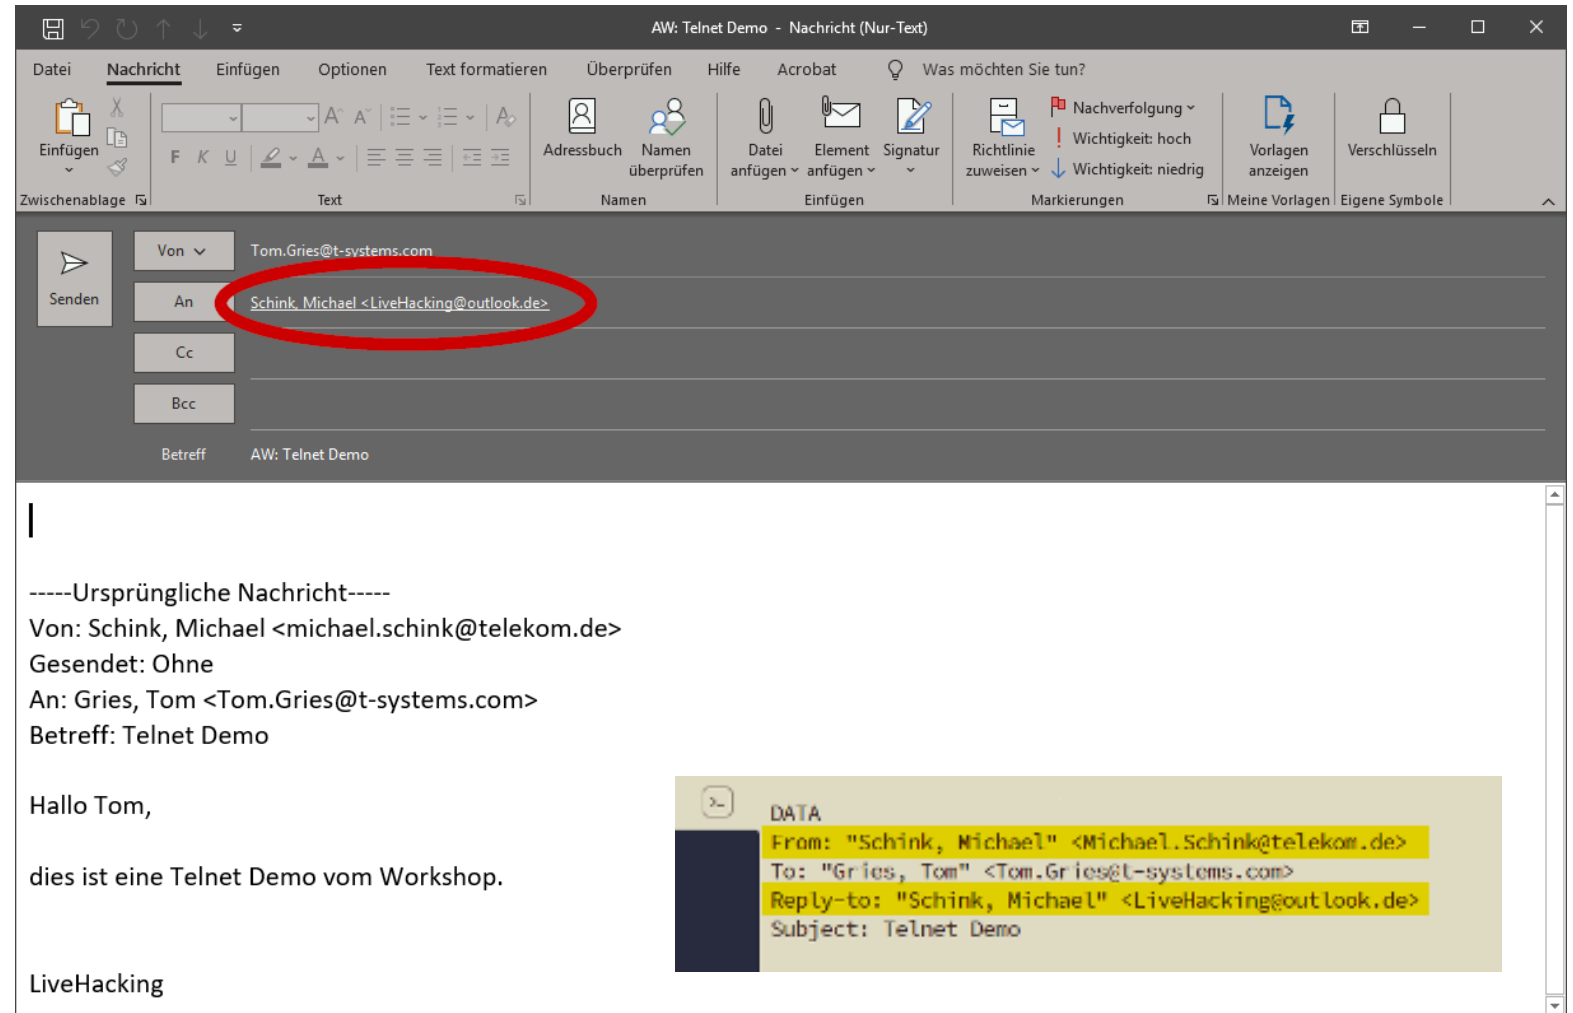 AW: Telnet Demo - Nachricht (Nur-Text)
Datei Nachricht Einfügen Optionen Text formatieren Überprüfen Hilfe Acrobat Was möchten Sie tun?
Einfügen
Zwischenablage
F K U A
Text
Adressbuch
Namen überprüfen
Namen
Datei anfügen
Element anfügen
Signatur
Einfügen
Richtlinie zuweisen
Nachverfolgung
Wichtigkeit: hoch
Wichtigkeit: niedrig
Markierungen
Vorlagen anzeigen
Meine Vorlagen
Verschlüsseln
Eigene Symbole
Senden
Von Tom.Gries@t-systems.com
An Schink, Michael <LiveHacking@outlook.de>
Cc
Bcc
Betreff AW: Telnet Demo
-----Ursprüngliche Nachricht-----
Von: Schink, Michael <michael.schink@telekom.de>
Gesendet: Ohne
An: Gries, Tom <Tom.Gries@t-systems.com>
Betreff: Telnet Demo
Hallo Tom,
dies ist eine Telnet Demo vom Workshop.
LiveHacking
DATA
From: "Schink, Michael" <Michael.Schink@telekom.de>
To: "Gries, Tom" <Tom.Gries@t-systems.com>
Reply-to: "Schink, Michael" <LiveHacking@outlook.de>
Subject: Telnet Demo